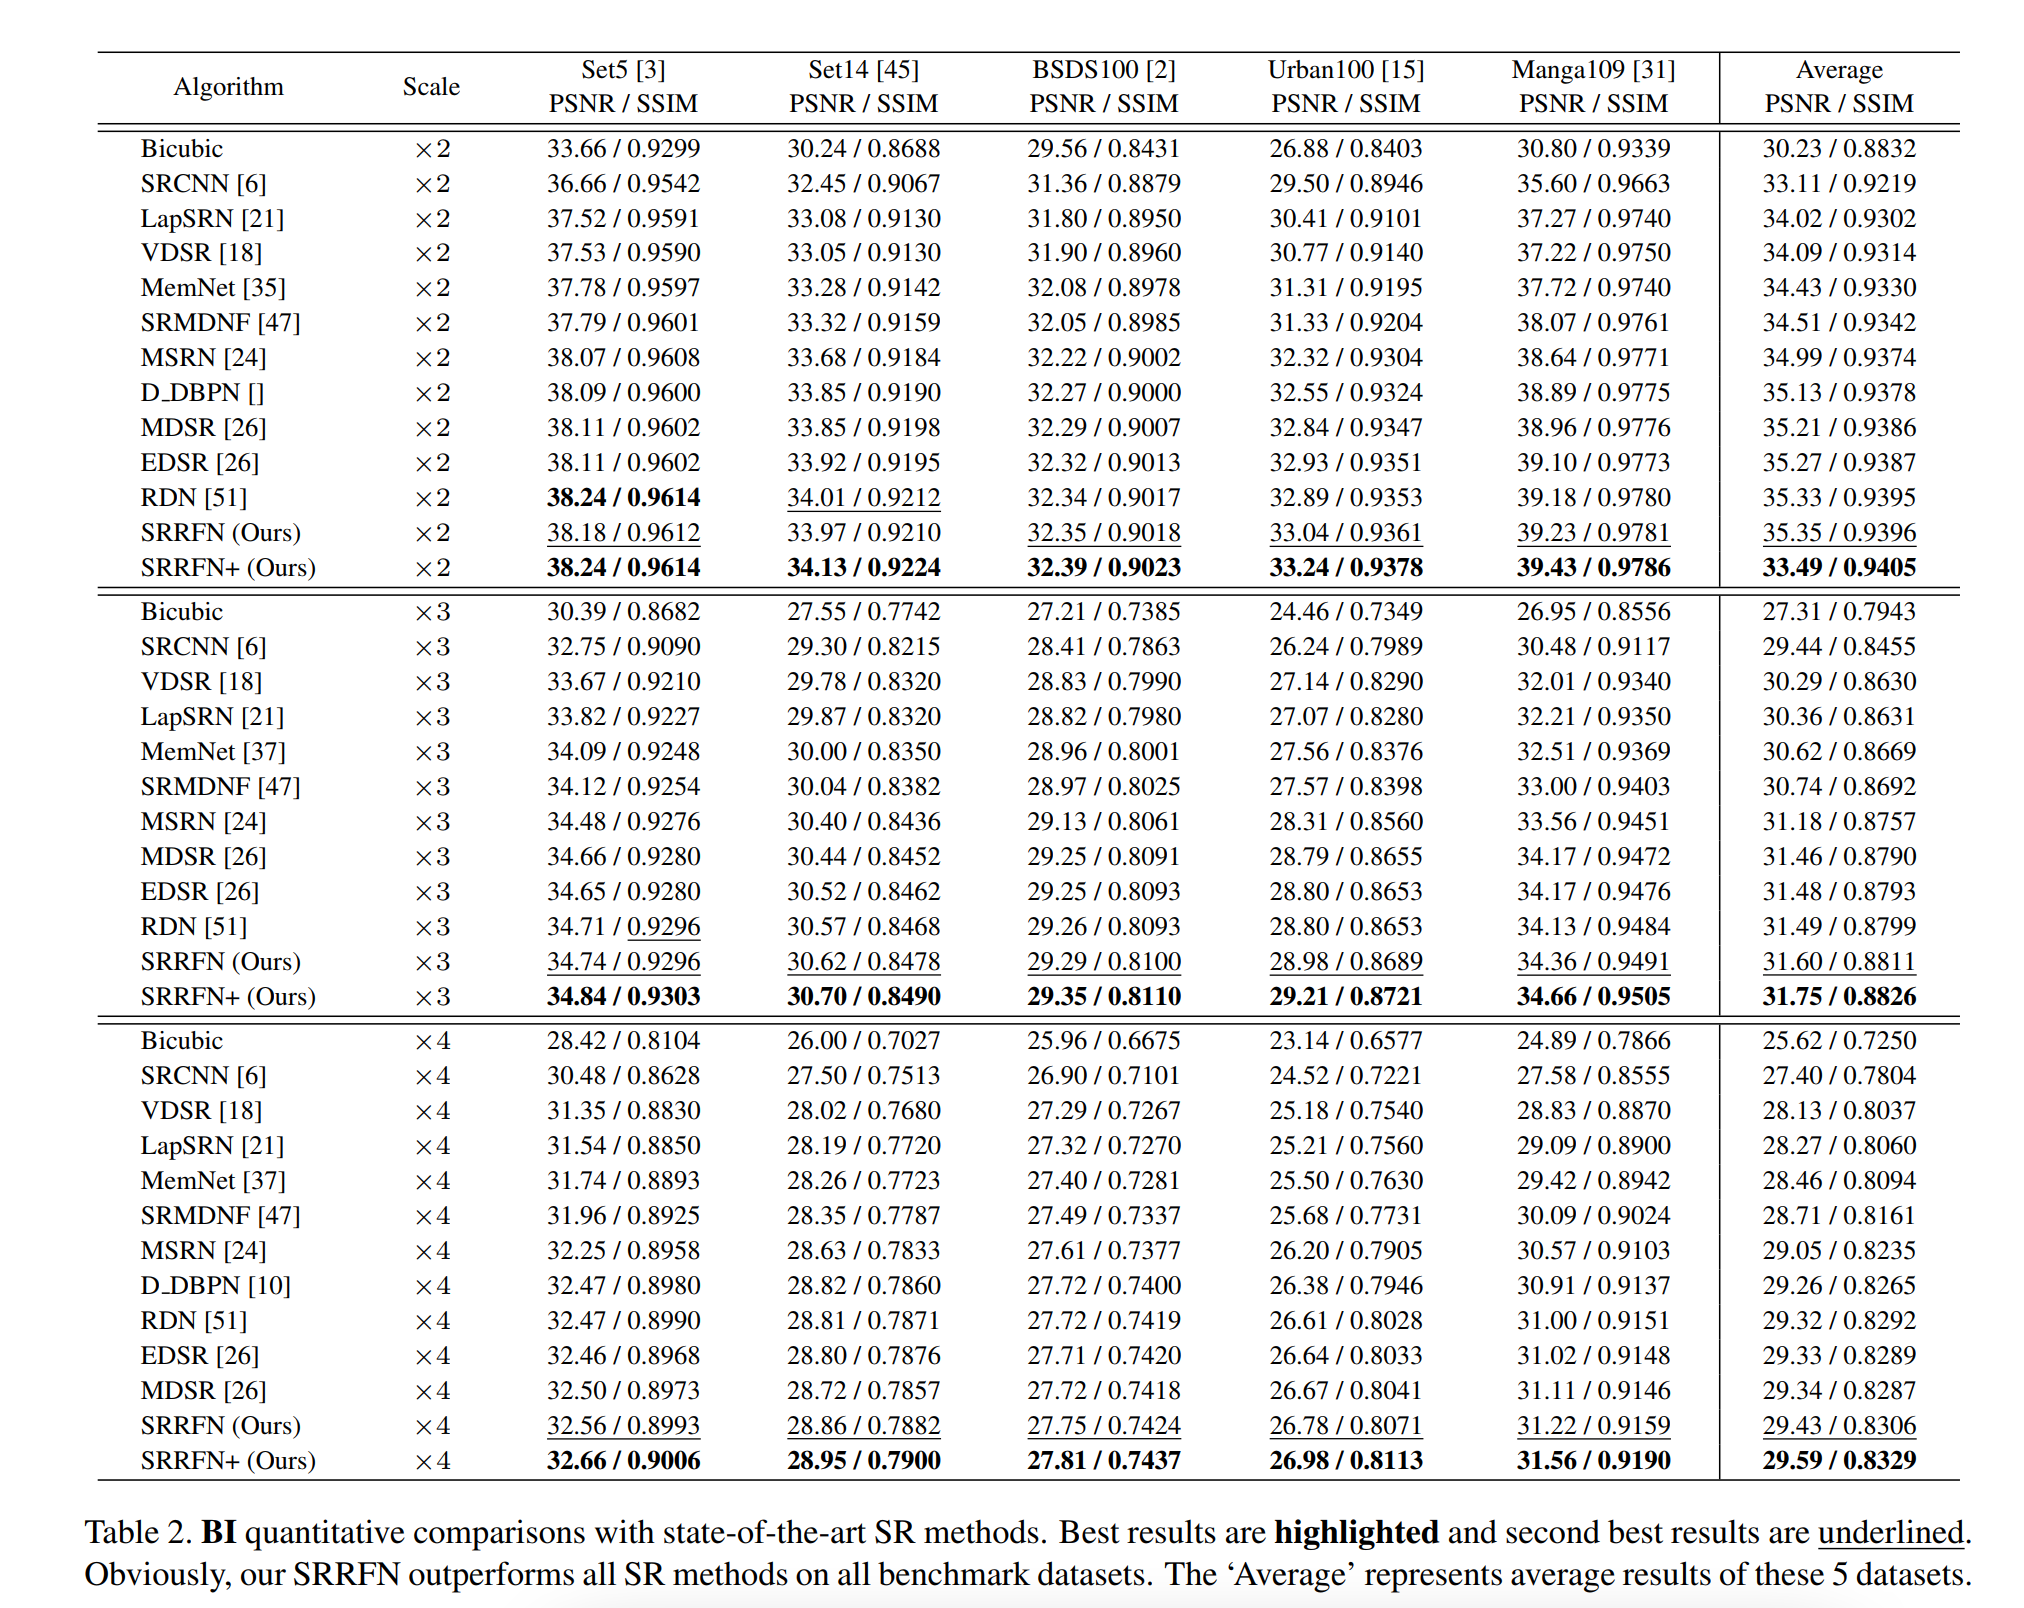 Algorithm Scale Set5 [3] Set14 [45] BSDS100 [2] Urban100 [15] Manga109 [31] Average
PSNR / SSIM PSNR / SSIM PSNR / SSIM PSNR / SSIM PSNR / SSIM PSNR / SSIM
Bicubic ×2 33.66 / 0.9299 30.24 / 0.8688 29.56 / 0.8431 26.88 / 0.8403 30.80 / 0.9339 30.23 / 0.8832
SRCNN [6] ×2 36.66 / 0.9542 32.45 / 0.9067 31.36 / 0.8879 29.50 / 0.8946 35.60 / 0.9663 33.11 / 0.9219
LapSRN [21] ×2 37.52 / 0.9591 33.08 / 0.9130 31.80 / 0.8950 30.41 / 0.9101 37.27 / 0.9740 34.02 / 0.9302
VDSR [18] ×2 37.53 / 0.9590 33.05 / 0.9130 31.90 / 0.8960 30.77 / 0.9140 37.22 / 0.9750 34.09 / 0.9314
MemNet [35] ×2 37.78 / 0.9597 33.28 / 0.9142 32.08 / 0.8978 31.31 / 0.9195 37.72 / 0.9740 34.43 / 0.9330
SRMDNF [47] ×2 37.79 / 0.9601 33.32 / 0.9159 32.05 / 0.8985 31.33 / 0.9204 38.07 / 0.9761 34.51 / 0.9342
MSRN [24] ×2 38.07 / 0.9608 33.68 / 0.9184 32.22 / 0.9002 32.32 / 0.9304 38.64 / 0.9771 34.99 / 0.9374
D_DBPN [] ×2 38.09 / 0.9600 33.85 / 0.9190 32.27 / 0.9000 32.55 / 0.9324 38.89 / 0.9775 35.13 / 0.9378
MDSR [26] ×2 38.11 / 0.9602 33.85 / 0.9198 32.29 / 0.9007 32.84 / 0.9347 38.96 / 0.9776 35.21 / 0.9386
EDSR [26] ×2 38.11 / 0.9602 33.92 / 0.9195 32.32 / 0.9013 32.93 / 0.9351 39.10 / 0.9773 35.27 / 0.9387
RDN [51] ×2 38.24 / 0.9614 34.01 / 0.9212 32.34 / 0.9017 32.89 / 0.9353 39.18 / 0.9780 35.33 / 0.9395
SRRFN (Ours) ×2 38.18 / 0.9612 33.97 / 0.9210 32.35 / 0.9018 33.04 / 0.9361 39.23 / 0.9781 35.35 / 0.9396
SRRFN+ (Ours) ×2 38.24 / 0.9614 34.13 / 0.9224 32.39 / 0.9023 33.24 / 0.9378 39.43 / 0.9786 33.49 / 0.9405
Bicubic ×3 30.39 / 0.8682 27.55 / 0.7742 27.21 / 0.7385 24.46 / 0.7349 26.95 / 0.8556 27.31 / 0.7943
SRCNN [6] ×3 32.75 / 0.9090 29.30 / 0.8215 28.41 / 0.7863 26.24 / 0.7989 30.48 / 0.9117 29.44 / 0.8455
VDSR [18] ×3 33.67 / 0.9210 29.78 / 0.8320 28.83 / 0.7990 27.14 / 0.8290 32.01 / 0.9340 30.29 / 0.8630
LapSRN [21] ×3 33.82 / 0.9227 29.87 / 0.8320 28.82 / 0.7980 27.07 / 0.8280 32.21 / 0.9350 30.36 / 0.8631
MemNet [37] ×3 34.09 / 0.9248 30.00 / 0.8350 28.96 / 0.8001 27.56 / 0.8376 32.51 / 0.9369 30.62 / 0.8669
SRMDNF [47] ×3 34.12 / 0.9254 30.04 / 0.8382 28.97 / 0.8025 27.57 / 0.8398 33.00 / 0.9403 30.74 / 0.8692
MSRN [24] ×3 34.48 / 0.9276 30.40 / 0.8436 29.13 / 0.8061 28.31 / 0.8560 33.56 / 0.9451 31.18 / 0.8757
MDSR [26] ×3 34.66 / 0.9280 30.44 / 0.8452 29.25 / 0.8091 28.79 / 0.8655 34.17 / 0.9472 31.46 / 0.8790
EDSR [26] ×3 34.65 / 0.9280 30.52 / 0.8462 29.25 / 0.8093 28.80 / 0.8653 34.17 / 0.9476 31.48 / 0.8793
RDN [51] ×3 34.71 / 0.9296 30.57 / 0.8468 29.26 / 0.8093 28.80 / 0.8653 34.13 / 0.9484 31.49 / 0.8799
SRRFN (Ours) ×3 34.74 / 0.9296 30.62 / 0.8478 29.29 / 0.8100 28.98 / 0.8689 34.36 / 0.9491 31.60 / 0.8811
SRRFN+ (Ours) ×3 34.84 / 0.9303 30.70 / 0.8490 29.35 / 0.8110 29.21 / 0.8721 34.66 / 0.9505 31.75 / 0.8826
Bicubic ×4 28.42 / 0.8104 26.00 / 0.7027 25.96 / 0.6675 23.14 / 0.6577 24.89 / 0.7866 25.62 / 0.7250
SRCNN [6] ×4 30.48 / 0.8628 27.50 / 0.7513 26.90 / 0.7101 24.52 / 0.7221 27.58 / 0.8555 27.40 / 0.7804
VDSR [18] ×4 31.35 / 0.8830 28.02 / 0.7680 27.29 / 0.7267 25.18 / 0.7540 28.83 / 0.8870 28.13 / 0.8037
LapSRN [21] ×4 31.54 / 0.8850 28.19 / 0.7720 27.32 / 0.7270 25.21 / 0.7560 29.09 / 0.8900 28.27 / 0.8060
MemNet [37] ×4 31.74 / 0.8893 28.26 / 0.7723 27.40 / 0.7281 25.50 / 0.7630 29.42 / 0.8942 28.46 / 0.8094
SRMDNF [47] ×4 31.96 / 0.8925 28.35 / 0.7787 27.49 / 0.7337 25.68 / 0.7731 30.09 / 0.9024 28.71 / 0.8161
MSRN [24] ×4 32.25 / 0.8958 28.63 / 0.7833 27.61 / 0.7377 26.20 / 0.7905 30.57 / 0.9103 29.05 / 0.8235
D_DBPN [10] ×4 32.47 / 0.8980 28.82 / 0.7860 27.72 / 0.7400 26.38 / 0.7946 30.91 / 0.9137 29.26 / 0.8265
RDN [51] ×4 32.47 / 0.8990 28.81 / 0.7871 27.72 / 0.7419 26.61 / 0.8028 31.00 / 0.9151 29.32 / 0.8292
EDSR [26] ×4 32.46 / 0.8968 28.80 / 0.7876 27.71 / 0.7420 26.64 / 0.8033 31.02 / 0.9148 29.33 / 0.8289
MDSR [26] ×4 32.50 / 0.8973 28.72 / 0.7857 27.72 / 0.7418 26.67 / 0.8041 31.11 / 0.9146 29.34 / 0.8287
SRRFN (Ours) ×4 32.56 / 0.8993 28.86 / 0.7882 27.75 / 0.7424 26.78 / 0.8071 31.22 / 0.9159 29.43 / 0.8306
SRRFN+ (Ours) ×4 32.66 / 0.9006 28.95 / 0.7900 27.81 / 0.7437 26.98 / 0.8113 31.56 / 0.9190 29.59 / 0.8329
Table 2. BI quantitative comparisons with state-of-the-art SR methods. Best results are highlighted and second best results are underlined.
Obviously, our SRRFN outperforms all SR methods on all benchmark datasets. The ‘Average’ represents average results of these 5 datasets.